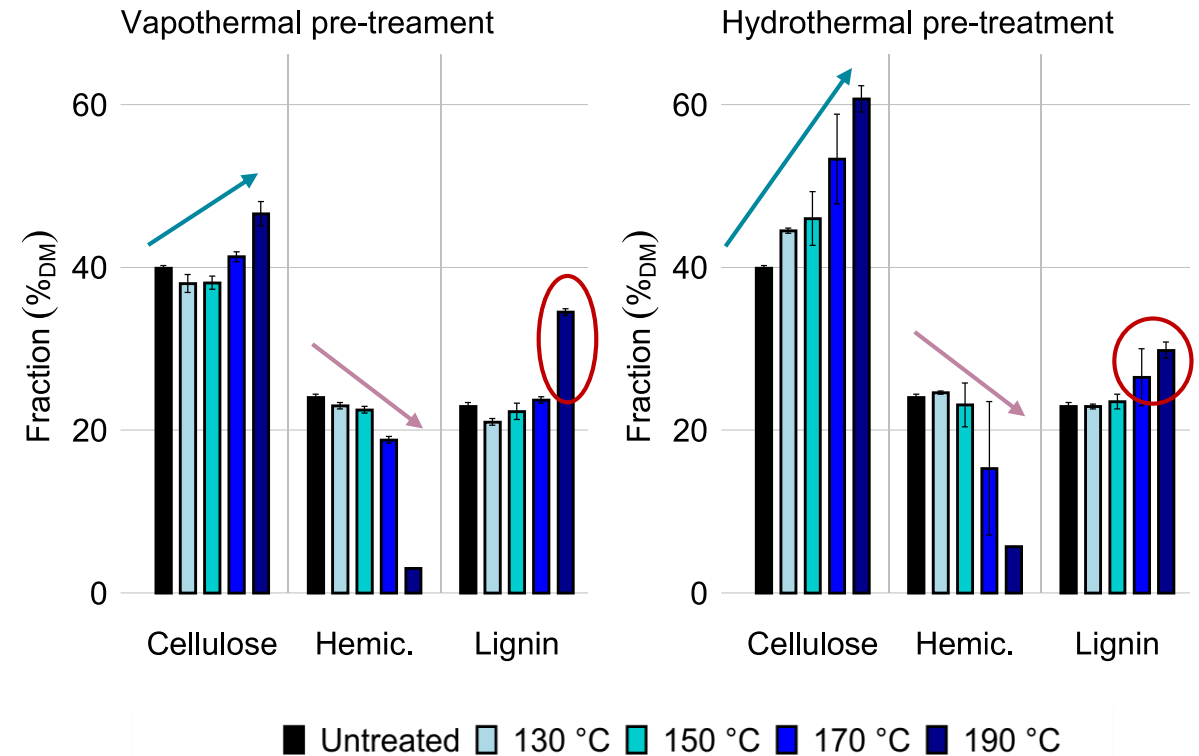 Vapothermal pre-treament
Hydrothermal pre-treatment
Fraction (%DM)
60
40
20
0
Cellulose Hemic. Lignin
Fraction (%DM)
60
40
20
0
Cellulose Hemic. Lignin
Untreated 130 °C 150 °C 170 °C 190 °C